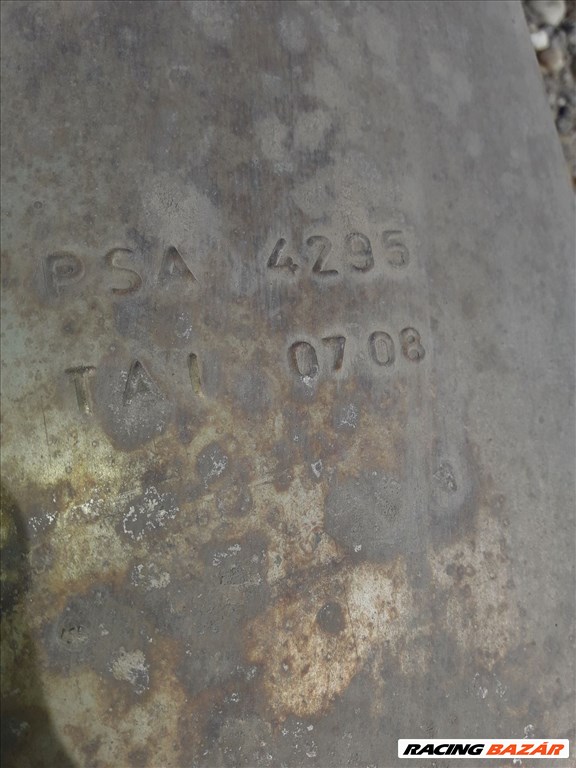 PSA 4295
TAI 0708
RACING BAZÁR